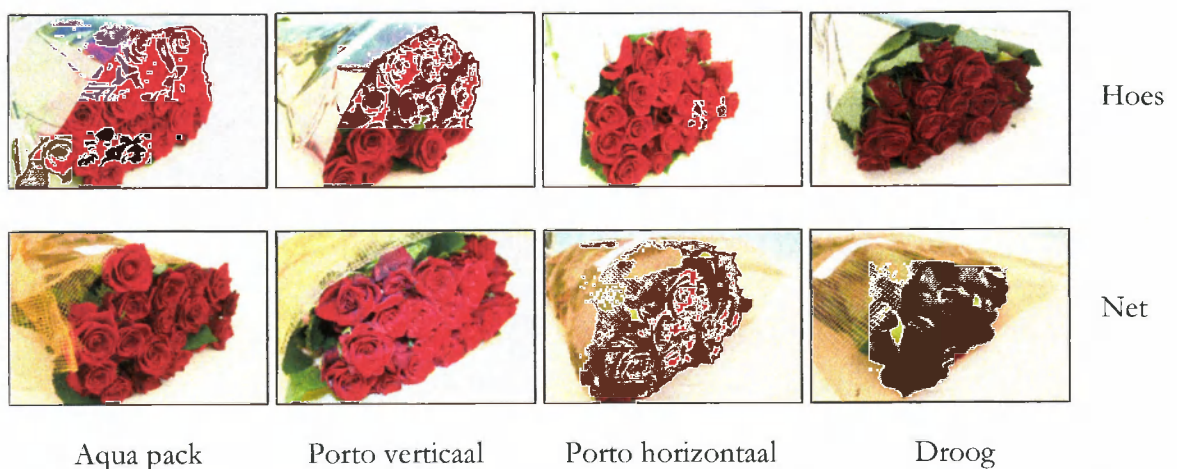 Hoes
Net
Aqua pack
Porto verticaal
Porto horizontaal
Droog